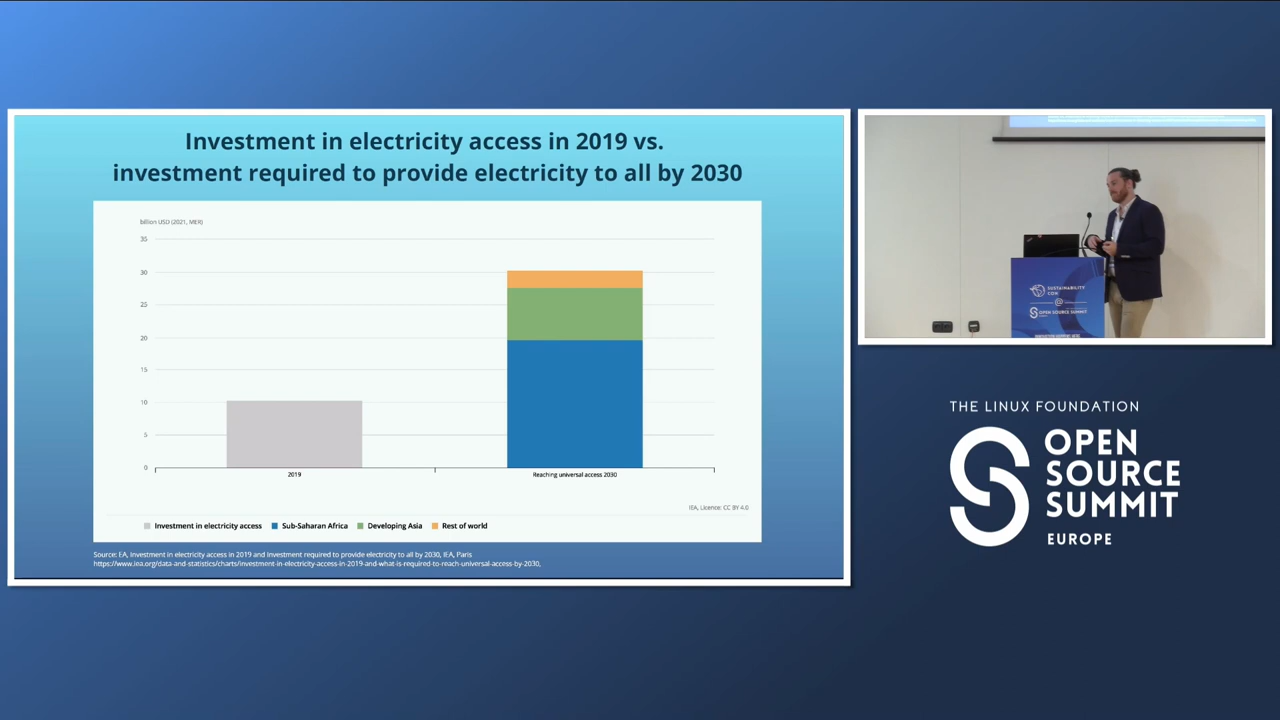 Investment in electricity access in 2019 vs.
investment required to provide electricity to all by 2030
billion USD (2021, MER)
35
30
25
20
15
10
5
0
2019
Reaching universal access 2030
IEA, Licence: CC BY 4.0
Investment in electricity access
Sub-Saharan Africa
Developing Asia
Rest of world
Source: EA, Investment in electricity access in 2019 and Investment required to provide electricity to all by 2030, IEA, Paris
https://www.iea.org/data-and-statistics/charts/investment-in-electricity-access-in-2019-and-what-is-required-to-reach-universal-access-by-2030,
SUSTAINABILITY
CON
@
OPEN SOURCE SUMMIT
THE LINUX FOUNDATION
OPEN
SOURCE
SUMMIT
EUROPE